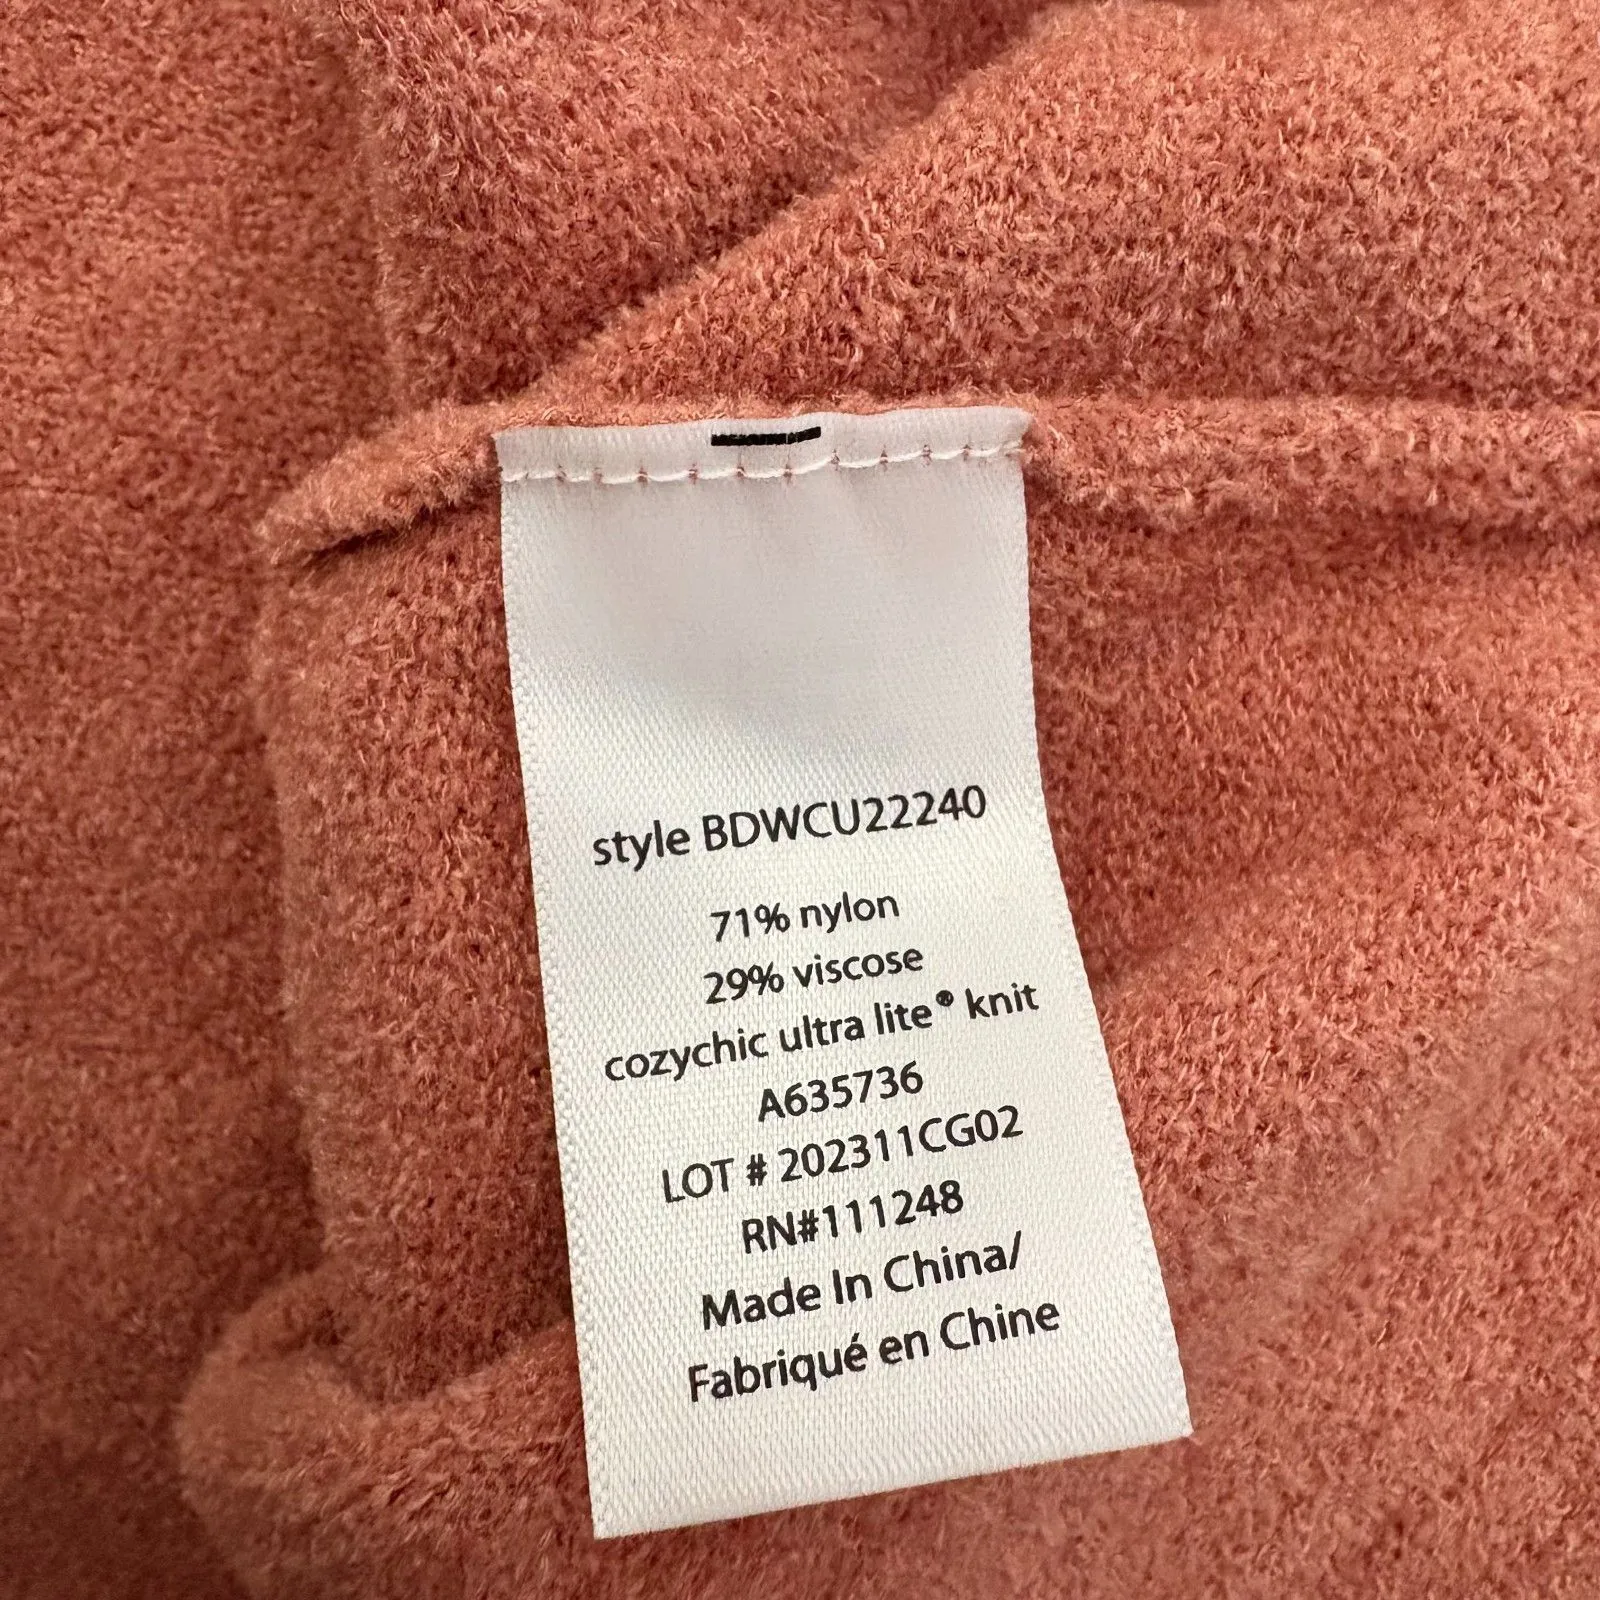 style BDWCU22240
71% nylon
29% viscose
cozychic ultra lite® knit
A635736
LOT # 202311CG02
RN#111248
Made In China/
Fabriqué en Chine